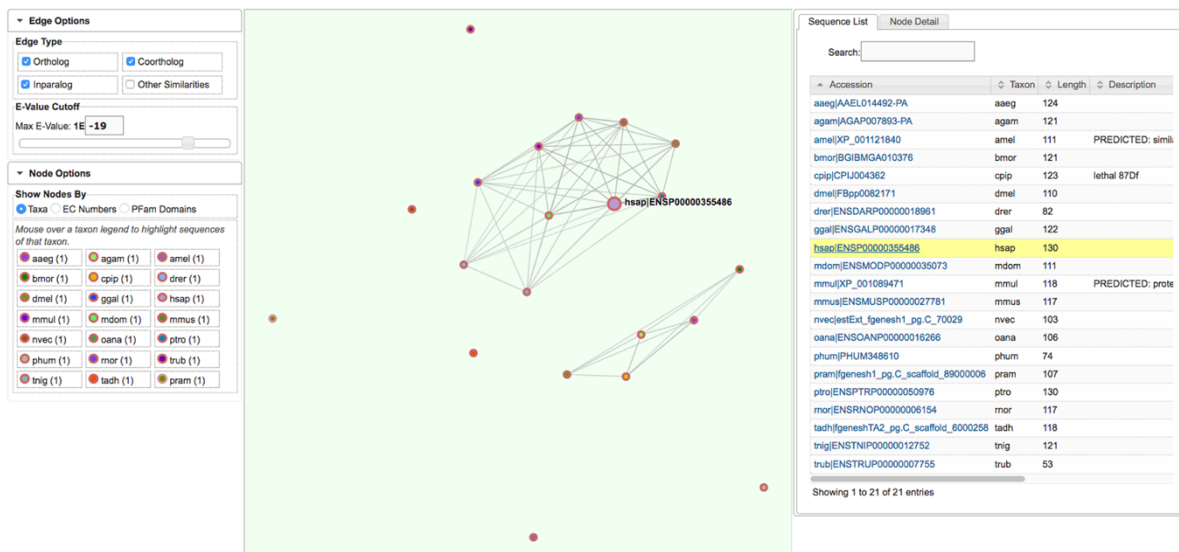 Edge Options
Edge Type
Ortholog Coortholog
Inparalog Other Similarities
E-Value Cutoff
Max E-Value: 1E -19
Node Options
Show Nodes By
Taxa EC Numbers PFam Domains
Mouse over a taxon legend to highlight sequences
of that taxon.
aaeg (1) agam (1) amel (1)
bmor (1) cpip (1) drer (1)
dmel (1) ggal (1) hsap (1)
mmul (1) mdom (1) mmus (1)
nvec (1) oana (1) ptro (1)
phum (1) rnor (1) trub (1)
tnig (1) tadh (1) pram (1)
hsap|ENSP00000355486
Sequence List Node Detail
Search:
Accession Taxon Length Description
aaeg|AAEL014492-PA aaeg 124
agam|AGAP007893-PA agam 121
amel|XP_001121840 amel 111 PREDICTED: simil
bmor|BGIBMGA010376 bmor 121
cpip|CPIJ004362 cpip 123 lethal 87Df
dmel|FBpp0082171 dmel 110
drer|ENSDARP00000018961 drer 82
ggal|ENSGALP00000017348 ggal 122
hsap|ENSP00000355486 hsap 130
mdom|ENSMODP00000035073 mdom 111
mmul|XP_001089471 mmul 118 PREDICTED: prote
mmus|ENSMUSP00000027781 mmus 117
nvec|estExt_fgenesh1_pg.C_70029 nvec 103
oana|ENSOANP00000016266 oana 106
phum|PHUM348610 phum 74
pram|fgenesh1_pg.C_scaffold_89000006 pram 107
ptro|ENSPTRP00000050976 ptro 130
rnor|ENSRNOP00000006154 rnor 117
tadh|fgeneshTA2_pg.C_scaffold_6000258 tadh 118
tnig|ENSTNIP00000012752 tnig 121
trub|ENSTRUP00000007755 trub 53
Showing 1 to 21 of 21 entries